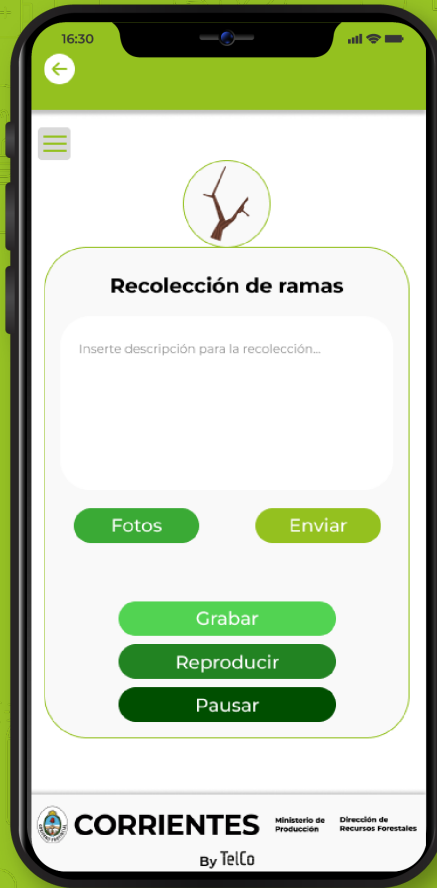 16:30
Recolección de ramas
Inserte descripción para la recolección...
Fotos
Enviar
Grabar
Reproducir
Pausar
CORRIENTES
Ministerio de
Producción
Dirección de
Recursos Forestales
By TelCo